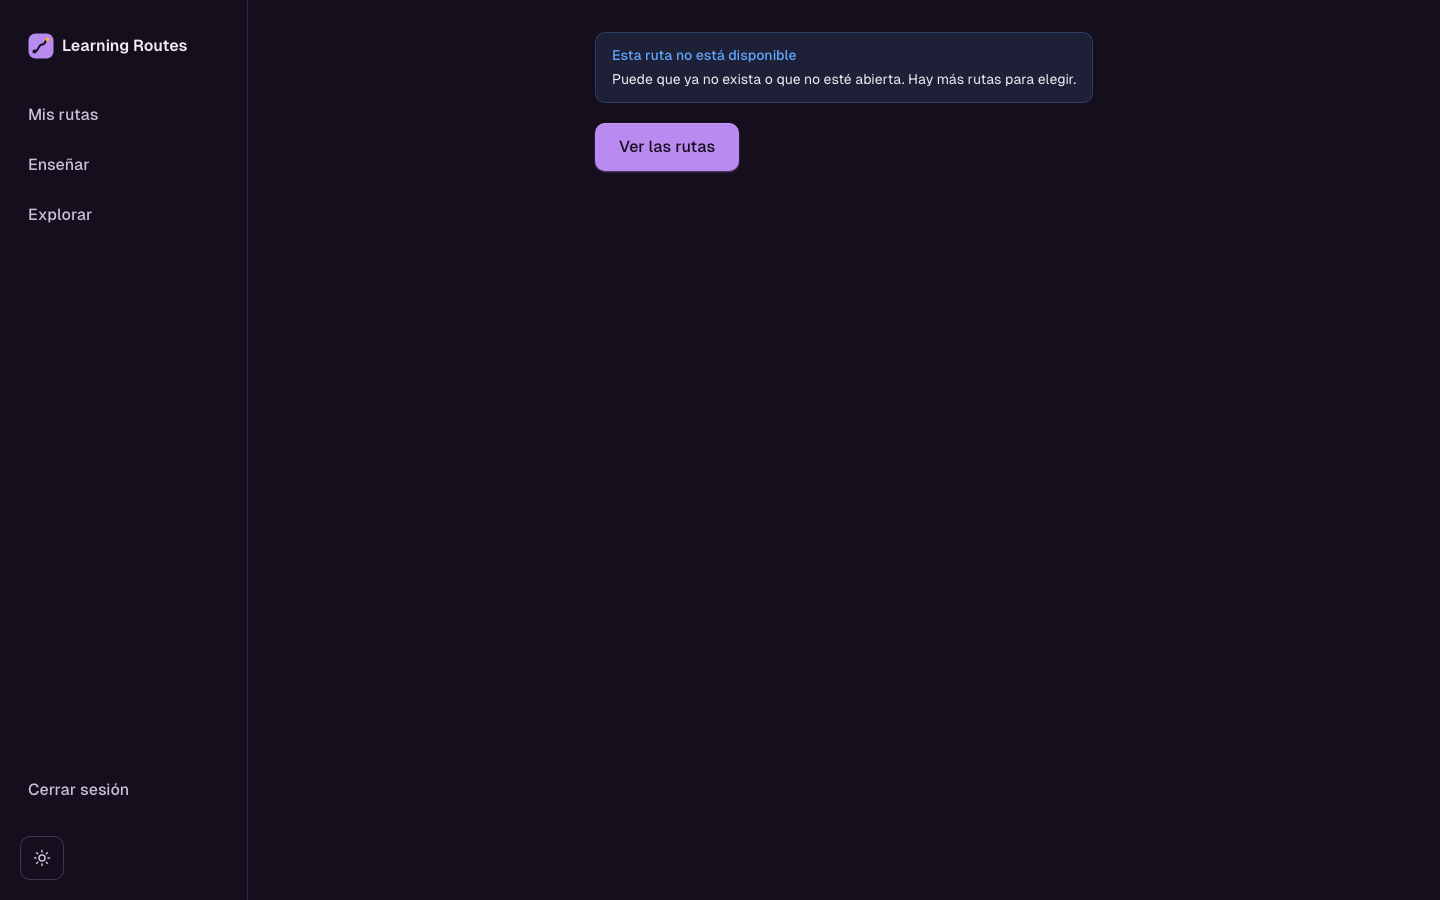 Learning Routes
Mis rutas
Enseñar
Explorar
Cerrar sesión
Esta ruta no está disponible
Puede que ya no exista o que no esté abierta. Hay más rutas para elegir.
Ver las rutas